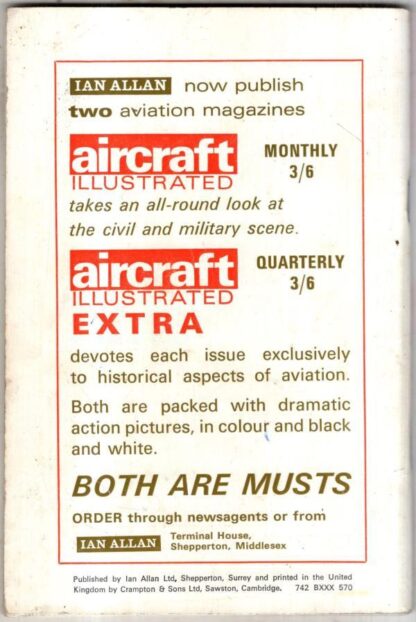 IAN ALLAN now publish
two aviation magazines
aircraft
ILLUSTRATED
MONTHLY
3/6
takes an all-round look at
the civil and military scene.
aircraft
ILLUSTRATED
EXTRA
QUARTERLY
3/6
devotes each issue exclusively
to historical aspects of aviation.
Both are packed with dramatic
action pictures, in colour and black
and white.
BOTH ARE MUSTS
ORDER through newsagents or from
IAN ALLAN
Terminal House,
Shepperton, Middlesex
Published by Ian Allan Ltd, Shepperton, Surrey and printed in the United
Kingdom by Crampton & Sons Ltd, Sawston, Cambridge. 742 BXXX 570